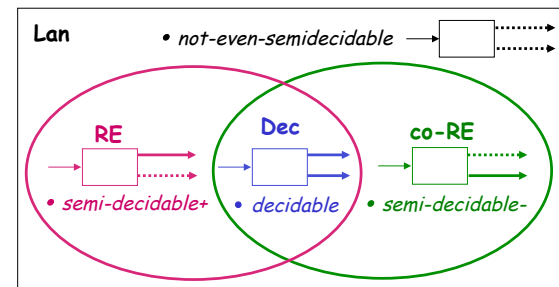 Lan
• not-even-semidecidable
RE
Dec
co-RE
• semi-decidable+
• decidable
• semi-decidable-